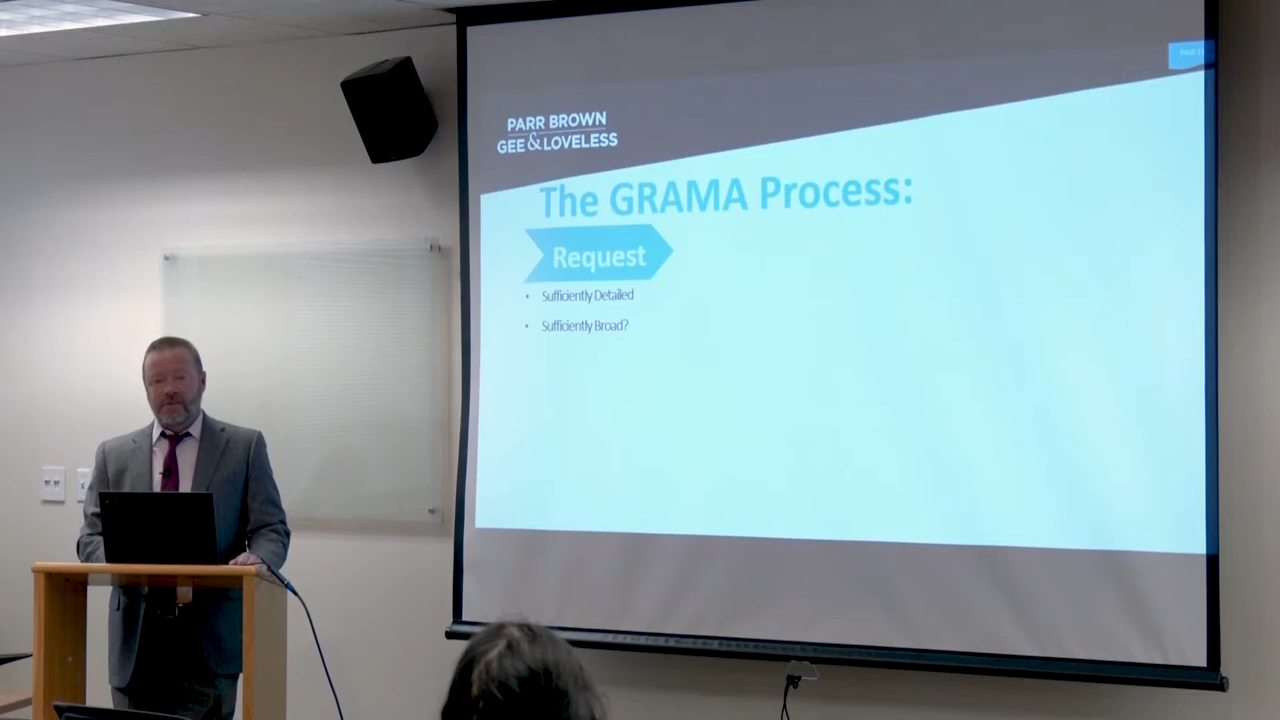 PARR BROWN
GEE & LOVELESS
The GRAMA Process:
Request
• Sufficiently Detailed
• Sufficiently Broad?